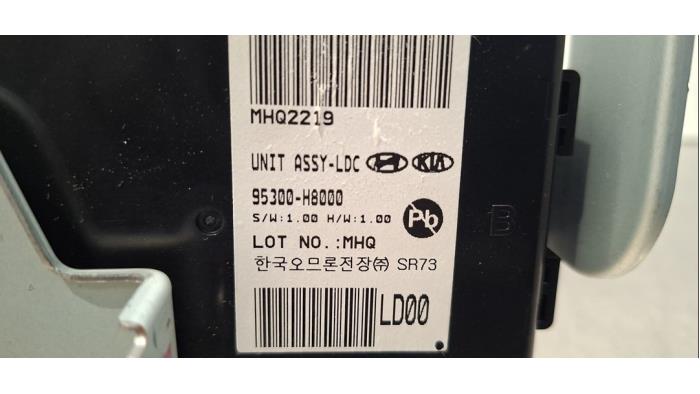 MHQ2219
UNIT ASSY-LDC KIA
95300-H8000
S/W:1.00 H/W:1.00 Pb
LOT NO.:MHQ
한국오므론전장㈜ SR73
LD00
B